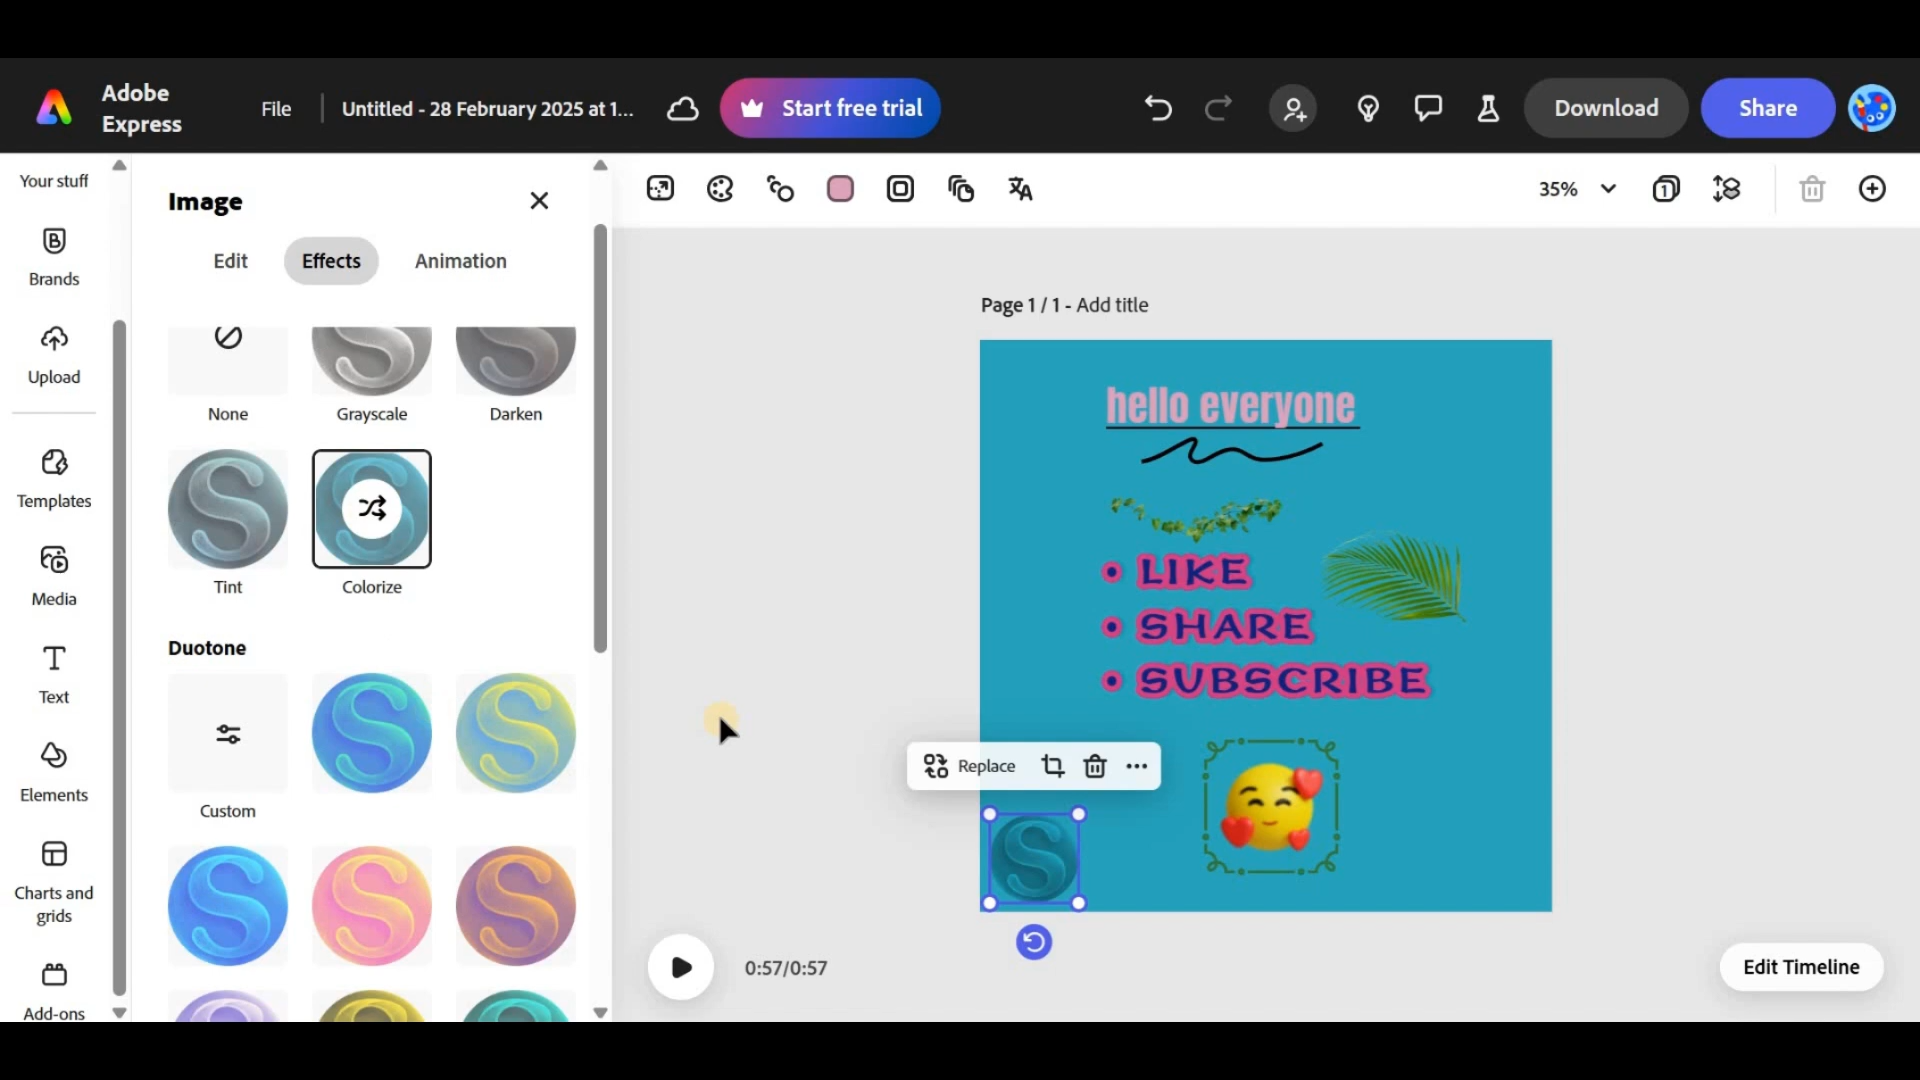 Adobe
Express
File
Untitled - 28 February 2025 at 1...
Start free trial
Download
Share
Your stuff
Brands
Upload
Templates
Media
Text
Elements
Charts and
grids
Add-ons
Image
Edit
Effects
Animation
None
Grayscale
Darken
Tint
Colorize
Duotone
Custom
35%
1
Page 1 / 1 - Add title
hello everyone
• LIKE
• SHARE
• SUBSCRIBE
Replace
S
0:57/0:57
Edit Timeline